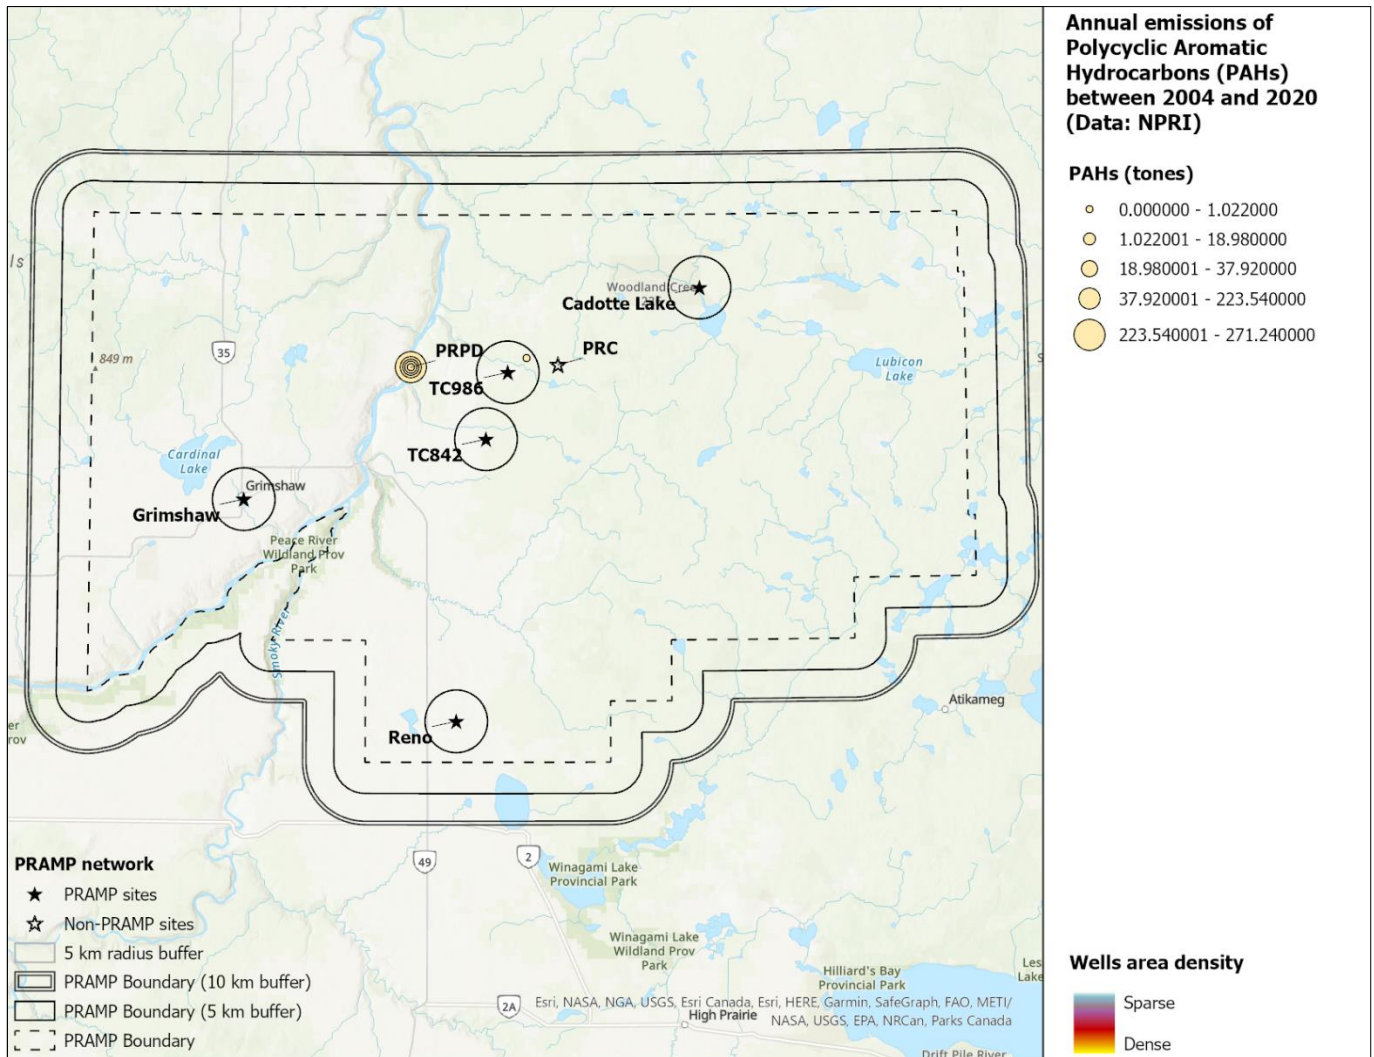 Annual emissions of
Polycyclic Aromatic
Hydrocarbons (PAHs)
between 2004 and 2020
(Data: NPRI)
PAHs (tones)
0.000000 - 1.022000
1.022001 - 18.980000
18.980001 - 37.920000
37.920001 - 223.540000
223.540001 - 271.240000
ls
Woodland Cree
Cadotte Lake
35
849 m
PRPD
PRC
TC986
Lubicon
Lake
TC842
Cardinal
Lake
Grimshaw
Grimshaw
Peace River
Wildland Prov
Park
Smoky River
Atikameg
er
rov
Reno
49
2
Winagami Lake
Provincial Park
Winagami Lake
Wildland Prov
Park
Hilliard's Bay
Provincial Park
Les
Lake
2A
Esri, NASA, NGA, USGS, Esri Canada, Esri, HERE, Garmin, SafeGraph, FAO, METI/
NASA, USGS, EPA, NRCan, Parks Canada
High Prairie
Drift Pile River
PRAMP network
PRAMP sites
Non-PRAMP sites
5 km radius buffer
PRAMP Boundary (10 km buffer)
PRAMP Boundary (5 km buffer)
PRAMP Boundary
Wells area density
Sparse
Dense